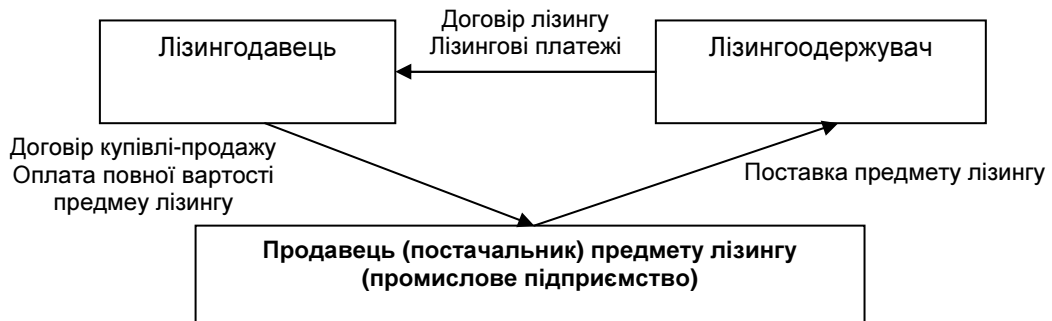 Договір лізингу
Лізингові платежі
Лізингодавець
Лізингоодержувач
Договір купівлі-продажу
Оплата повної вартості
предмеу лізингу
Поставка предмету лізингу
Продавець (постачальник) предмету лізингу
(промислове підприємство)